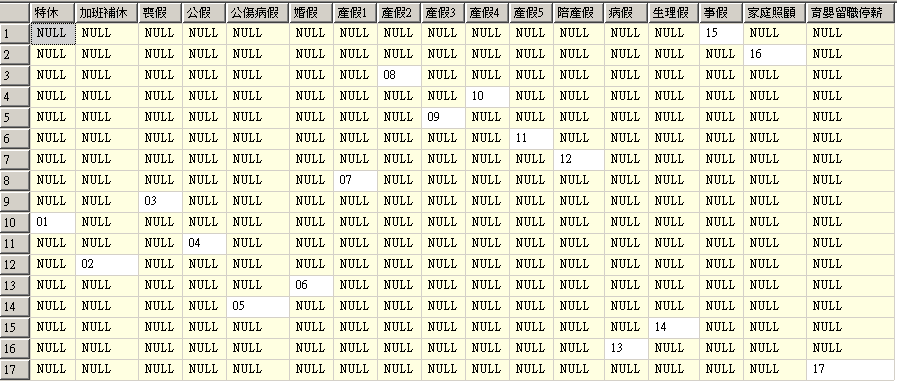 特休 加班補休 喪假 公假 公傷病假 婚假 產假1 產假2 產假3 產假4 產假5 陪產假 病假 生理假 事假 家庭照顧 育嬰留職停薪
1 NULL NULL NULL NULL NULL NULL NULL NULL NULL NULL NULL NULL NULL NULL 15 NULL NULL
2 NULL NULL NULL NULL NULL NULL NULL NULL NULL NULL NULL NULL NULL NULL NULL 16 NULL
3 NULL NULL NULL NULL NULL NULL NULL 08 NULL NULL NULL NULL NULL NULL NULL NULL NULL
4 NULL NULL NULL NULL NULL NULL NULL NULL NULL 10 NULL NULL NULL NULL NULL NULL NULL
5 NULL NULL NULL NULL NULL NULL NULL NULL 09 NULL NULL NULL NULL NULL NULL NULL NULL
6 NULL NULL NULL NULL NULL NULL NULL NULL NULL NULL 11 NULL NULL NULL NULL NULL NULL
7 NULL NULL NULL NULL NULL NULL NULL NULL NULL NULL NULL 12 NULL NULL NULL NULL NULL
8 NULL NULL NULL NULL NULL NULL 07 NULL NULL NULL NULL NULL NULL NULL NULL NULL NULL
9 NULL NULL 03 NULL NULL NULL NULL NULL NULL NULL NULL NULL NULL NULL NULL NULL NULL
10 01 NULL NULL NULL NULL NULL NULL NULL NULL NULL NULL NULL NULL NULL NULL NULL NULL
11 NULL NULL NULL 04 NULL NULL NULL NULL NULL NULL NULL NULL NULL NULL NULL NULL NULL
12 NULL 02 NULL NULL NULL NULL NULL NULL NULL NULL NULL NULL NULL NULL NULL NULL NULL
13 NULL NULL NULL NULL NULL 06 NULL NULL NULL NULL NULL NULL NULL NULL NULL NULL NULL
14 NULL NULL NULL NULL 05 NULL NULL NULL NULL NULL NULL NULL NULL NULL NULL NULL NULL
15 NULL NULL NULL NULL NULL NULL NULL NULL NULL NULL NULL NULL NULL 14 NULL NULL NULL
16 NULL NULL NULL NULL NULL NULL NULL NULL NULL NULL NULL NULL 13 NULL NULL NULL NULL
17 NULL NULL NULL NULL NULL NULL NULL NULL NULL NULL NULL NULL NULL NULL NULL NULL 17